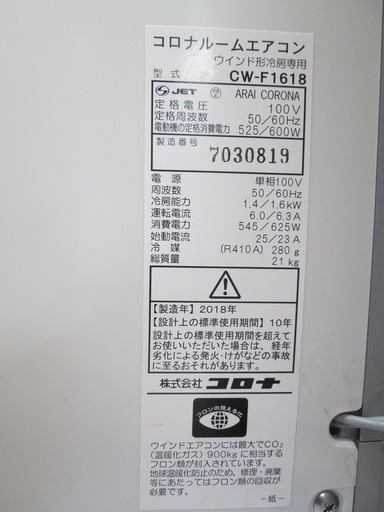 コロナルームエアコン
ウインド形冷房専用
型式 CW-F1618
JET ARAI CORONA
定格電圧 100V
定格周波数 50/60Hz
電動機の定格消費電力 525/600W
製造番号 7030819
電源 単相100V
周波数 50/60Hz
冷房能力 1.4/1.6kW
運転電流 6.0/6.3A
消費電力 545/625W
始動電流 25/23A
冷媒 (R410A) 280g
総質量 21kg
【製造年】2018年
【設計上の標準使用期間】10年
設計上の標準使用期間を超えて
お使いいただいた場合は、経年
劣化による発火・けがなどの事故
に至るおそれがあります。
株式会社コロナ
フロンの見える化
ウインドエアコンには最大でCO₂
(温暖化ガス)900kgに相当する
フロン類が封入されています。
地球温暖化防止のため、修理・廃棄
等にあたってはフロン類の回収が
必要です。
－紙－